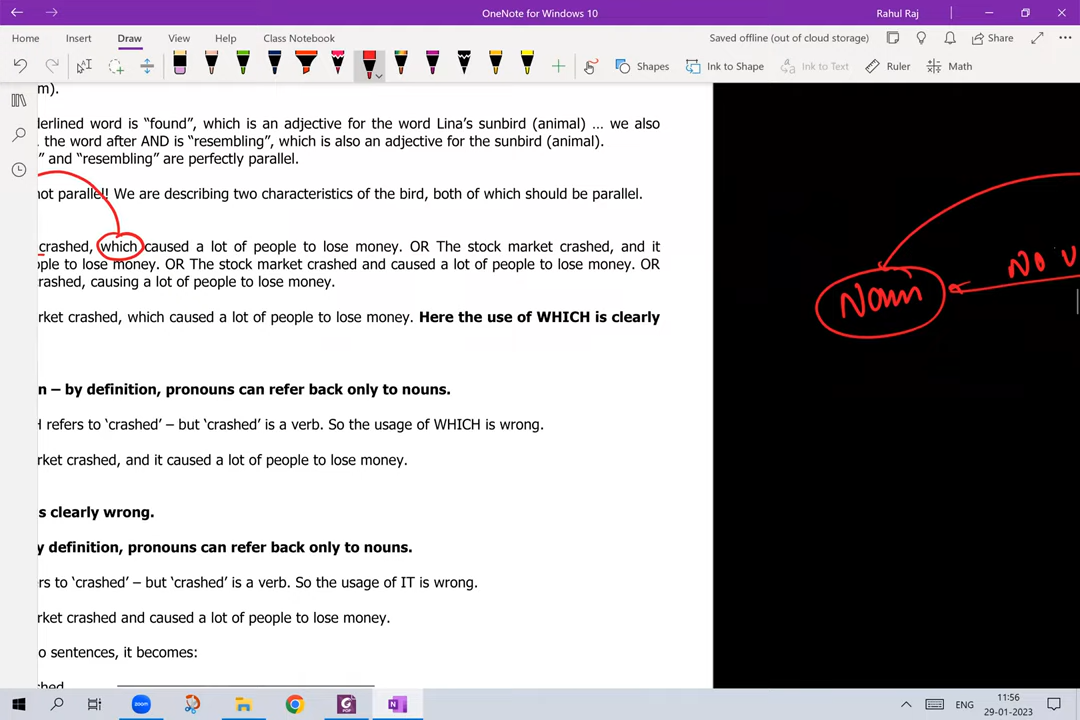 OneNote for Windows 10
Rahul Raj
Home Insert Draw View Help Class Notebook
Saved offline (out of cloud storage) Share
Shapes Ink to Shape Ink to Text Ruler Math
m).
derlined word is “found”, which is an adjective for the word Lina’s sunbird (animal) … we also
, the word after AND is “resembling”, which is also an adjective for the sunbird (animal).
” and “resembling” are perfectly parallel.
not parallel! We are describing two characteristics of the bird, both of which should be parallel.
crashed, which caused a lot of people to lose money. OR The stock market crashed, and it
ople to lose money. OR The stock market crashed and caused a lot of people to lose money. OR
rashed, causing a lot of people to lose money.
rket crashed, which caused a lot of people to lose money. Here the use of WHICH is clearly
n – by definition, pronouns can refer back only to nouns.
H refers to ‘crashed’ – but ‘crashed’ is a verb. So the usage of WHICH is wrong.
rket crashed, and it caused a lot of people to lose money.
s clearly wrong.
y definition, pronouns can refer back only to nouns.
ers to ‘crashed’ – but ‘crashed’ is a verb. So the usage of IT is wrong.
rket crashed and caused a lot of people to lose money.
o sentences, it becomes:
shed
No V
Noun
zoom
ENG
11:56
29-01-2023